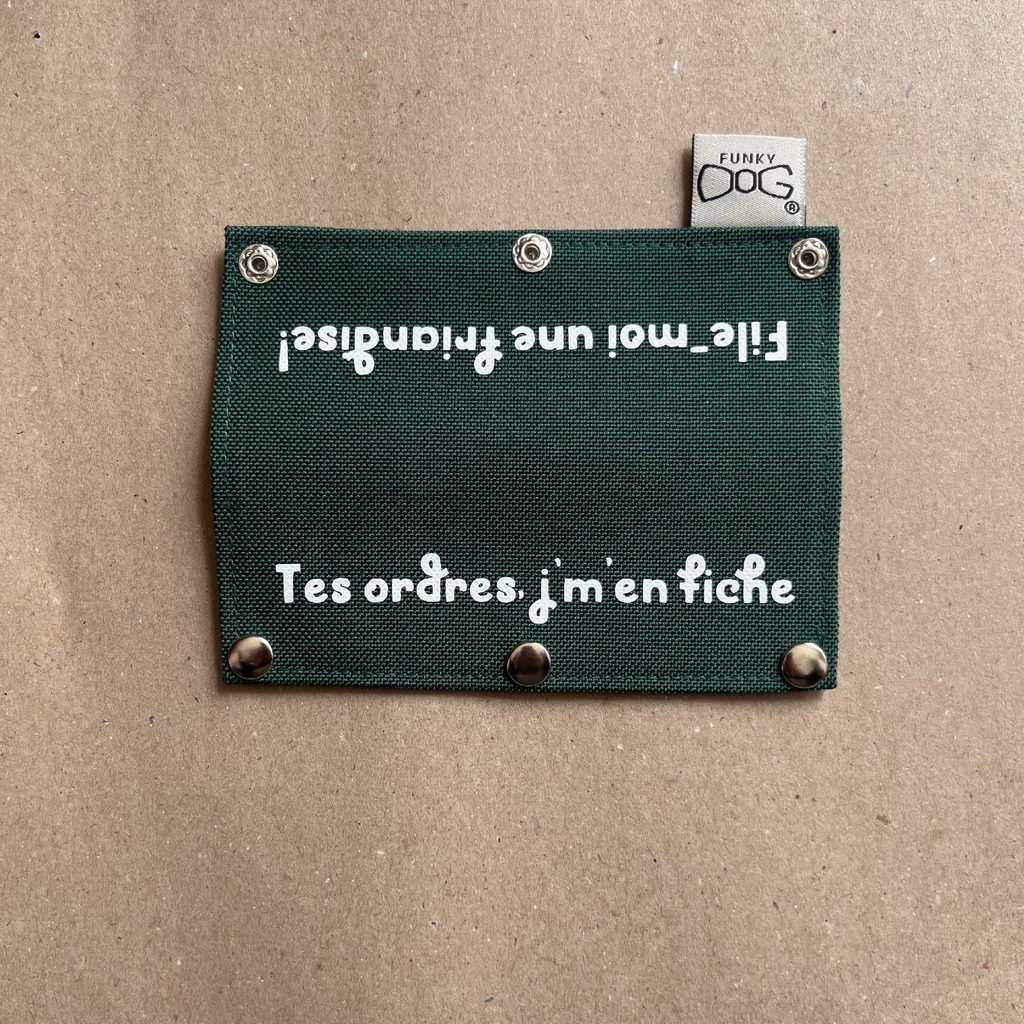 FUNKY
DOG®
File-moi une friandise!
Tes ordres, j'm'en fiche